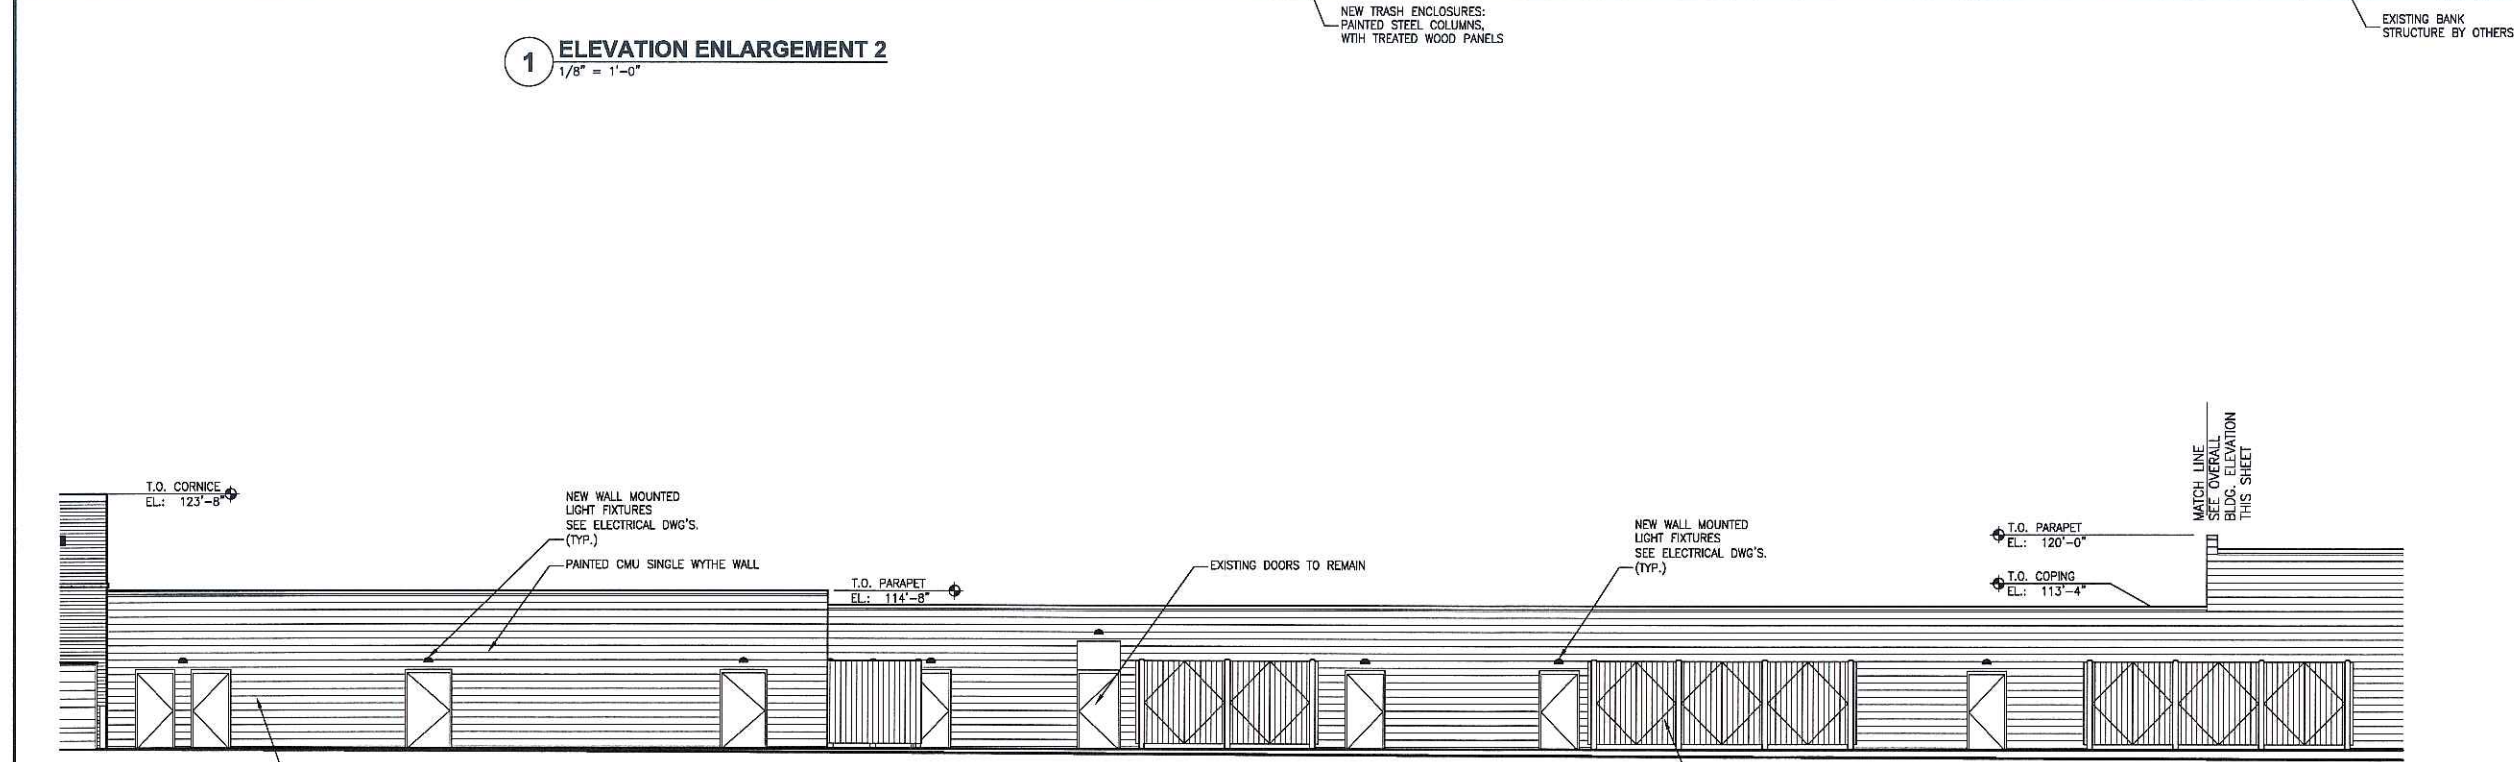 NEW TRASH ENCLOSURES:
PAINTED STEEL COLUMNS,
WTIH TREATED WOOD PANELS
EXISTING BANK
STRUCTURE BY OTHERS
1
ELEVATION ENLARGEMENT 2
1/8" = 1'-0"
T.O. CORNICE
EL.: 123'-8"
NEW WALL MOUNTED
LIGHT FIXTURES
SEE ELECTRICAL DWG'S.
(TYP.)
PAINTED CMU SINGLE WYTHE WALL
T.O. PARAPET
EL.: 114'-8"
EXISTING DOORS TO REMAIN
NEW WALL MOUNTED
LIGHT FIXTURES
SEE ELECTRICAL DWG'S.
(TYP.)
T.O. PARAPET
EL.: 120'-0"
T.O. COPING
EL.: 113'-4"
MATCH LINE
SEE OVERALL
BLDG. ELEVATION
THIS SHEET